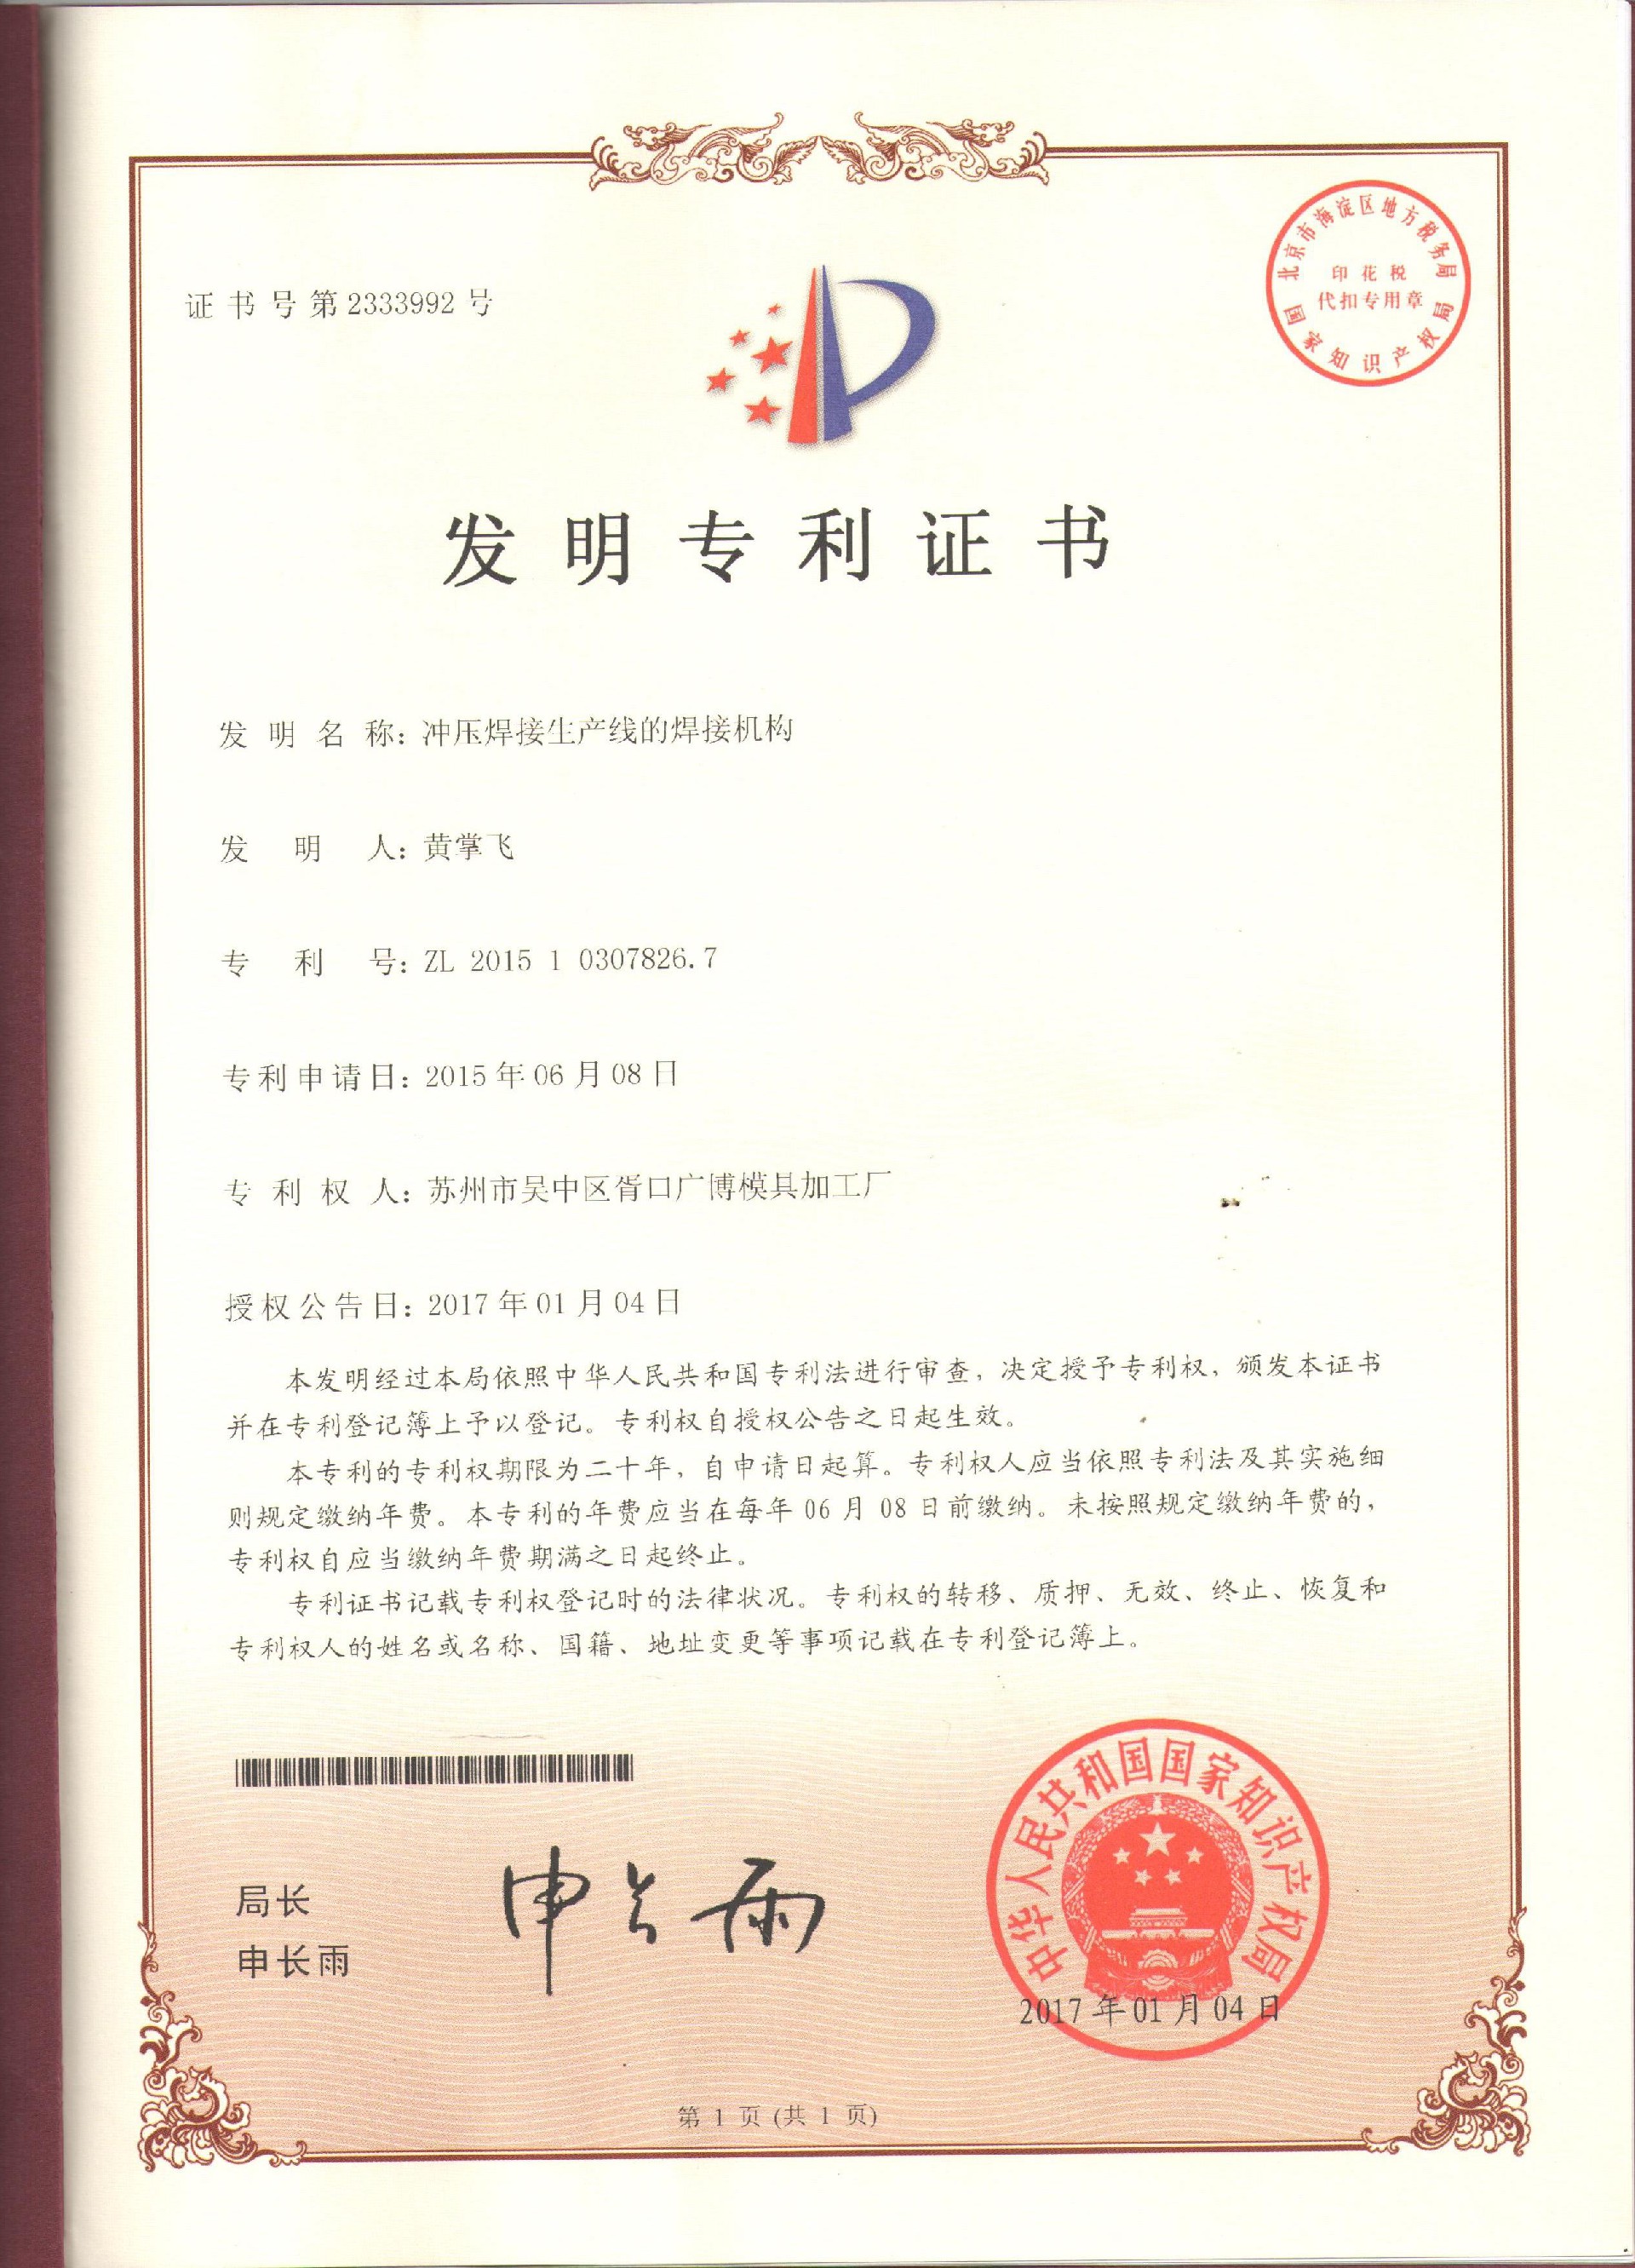 北京市海淀区地方税务局
印花税
代扣专用章
国家知识产权局
证书号第2333992号
发明专利证书
发明名称：冲压焊接生产线的焊接机构
发明人：黄掌飞
专利号：ZL 2015 1 0307826.7
专利申请日：2015年06月08日
专利权人：苏州市吴中区胥口广博模具加工厂
授权公告日：2017年01月04日
本发明经过本局依照中华人民共和国专利法进行审查，决定授予专利权，颁发本证书
并在专利登记簿上予以登记。专利权自授权公告之日起生效。
本专利的专利权期限为二十年，自申请日起算。专利权人应当依照专利法及其实施细
则规定缴纳年费。本专利的年费应当在每年 06 月 08 日前缴纳。未按照规定缴纳年费的，
专利权自应当缴纳年费期满之日起终止。
专利证书记载专利权登记时的法律状况。专利权的转移、质押、无效、终止、恢复和
专利权人的姓名或名称、国籍、地址变更等事项记载在专利登记簿上。
局长
申长雨
申长雨
中华人民共和国国家知识产权局
2017年01月04日
第 1 页 (共 1 页)